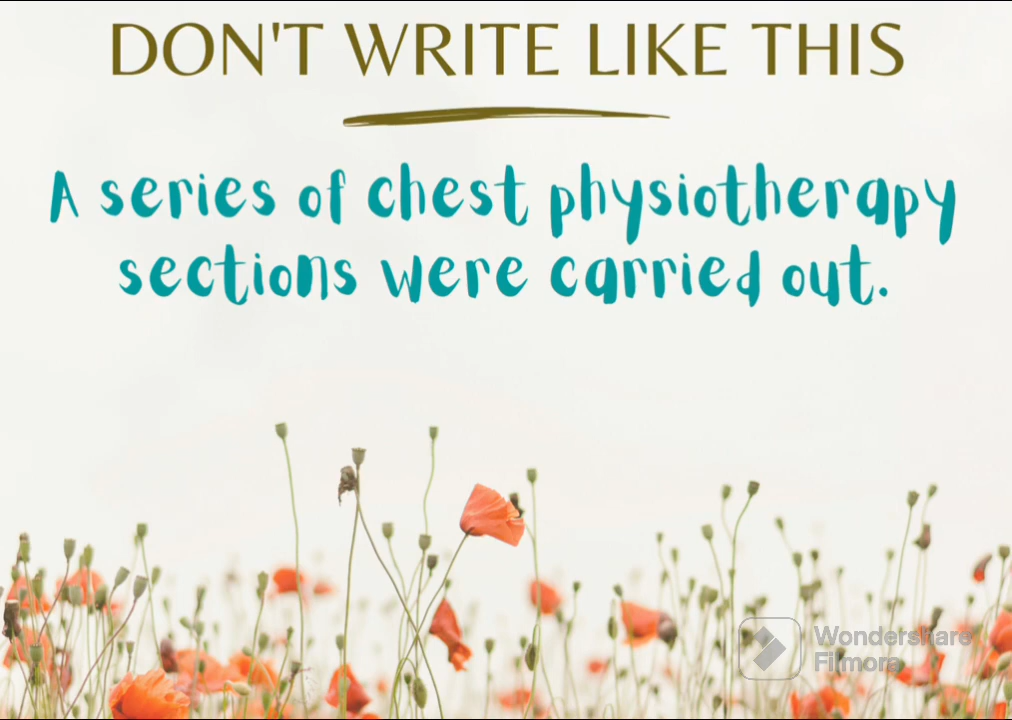 DON'T WRITE LIKE THIS
A series of chest physiotherapy
sections were carried out.
Wondershare
Filmora